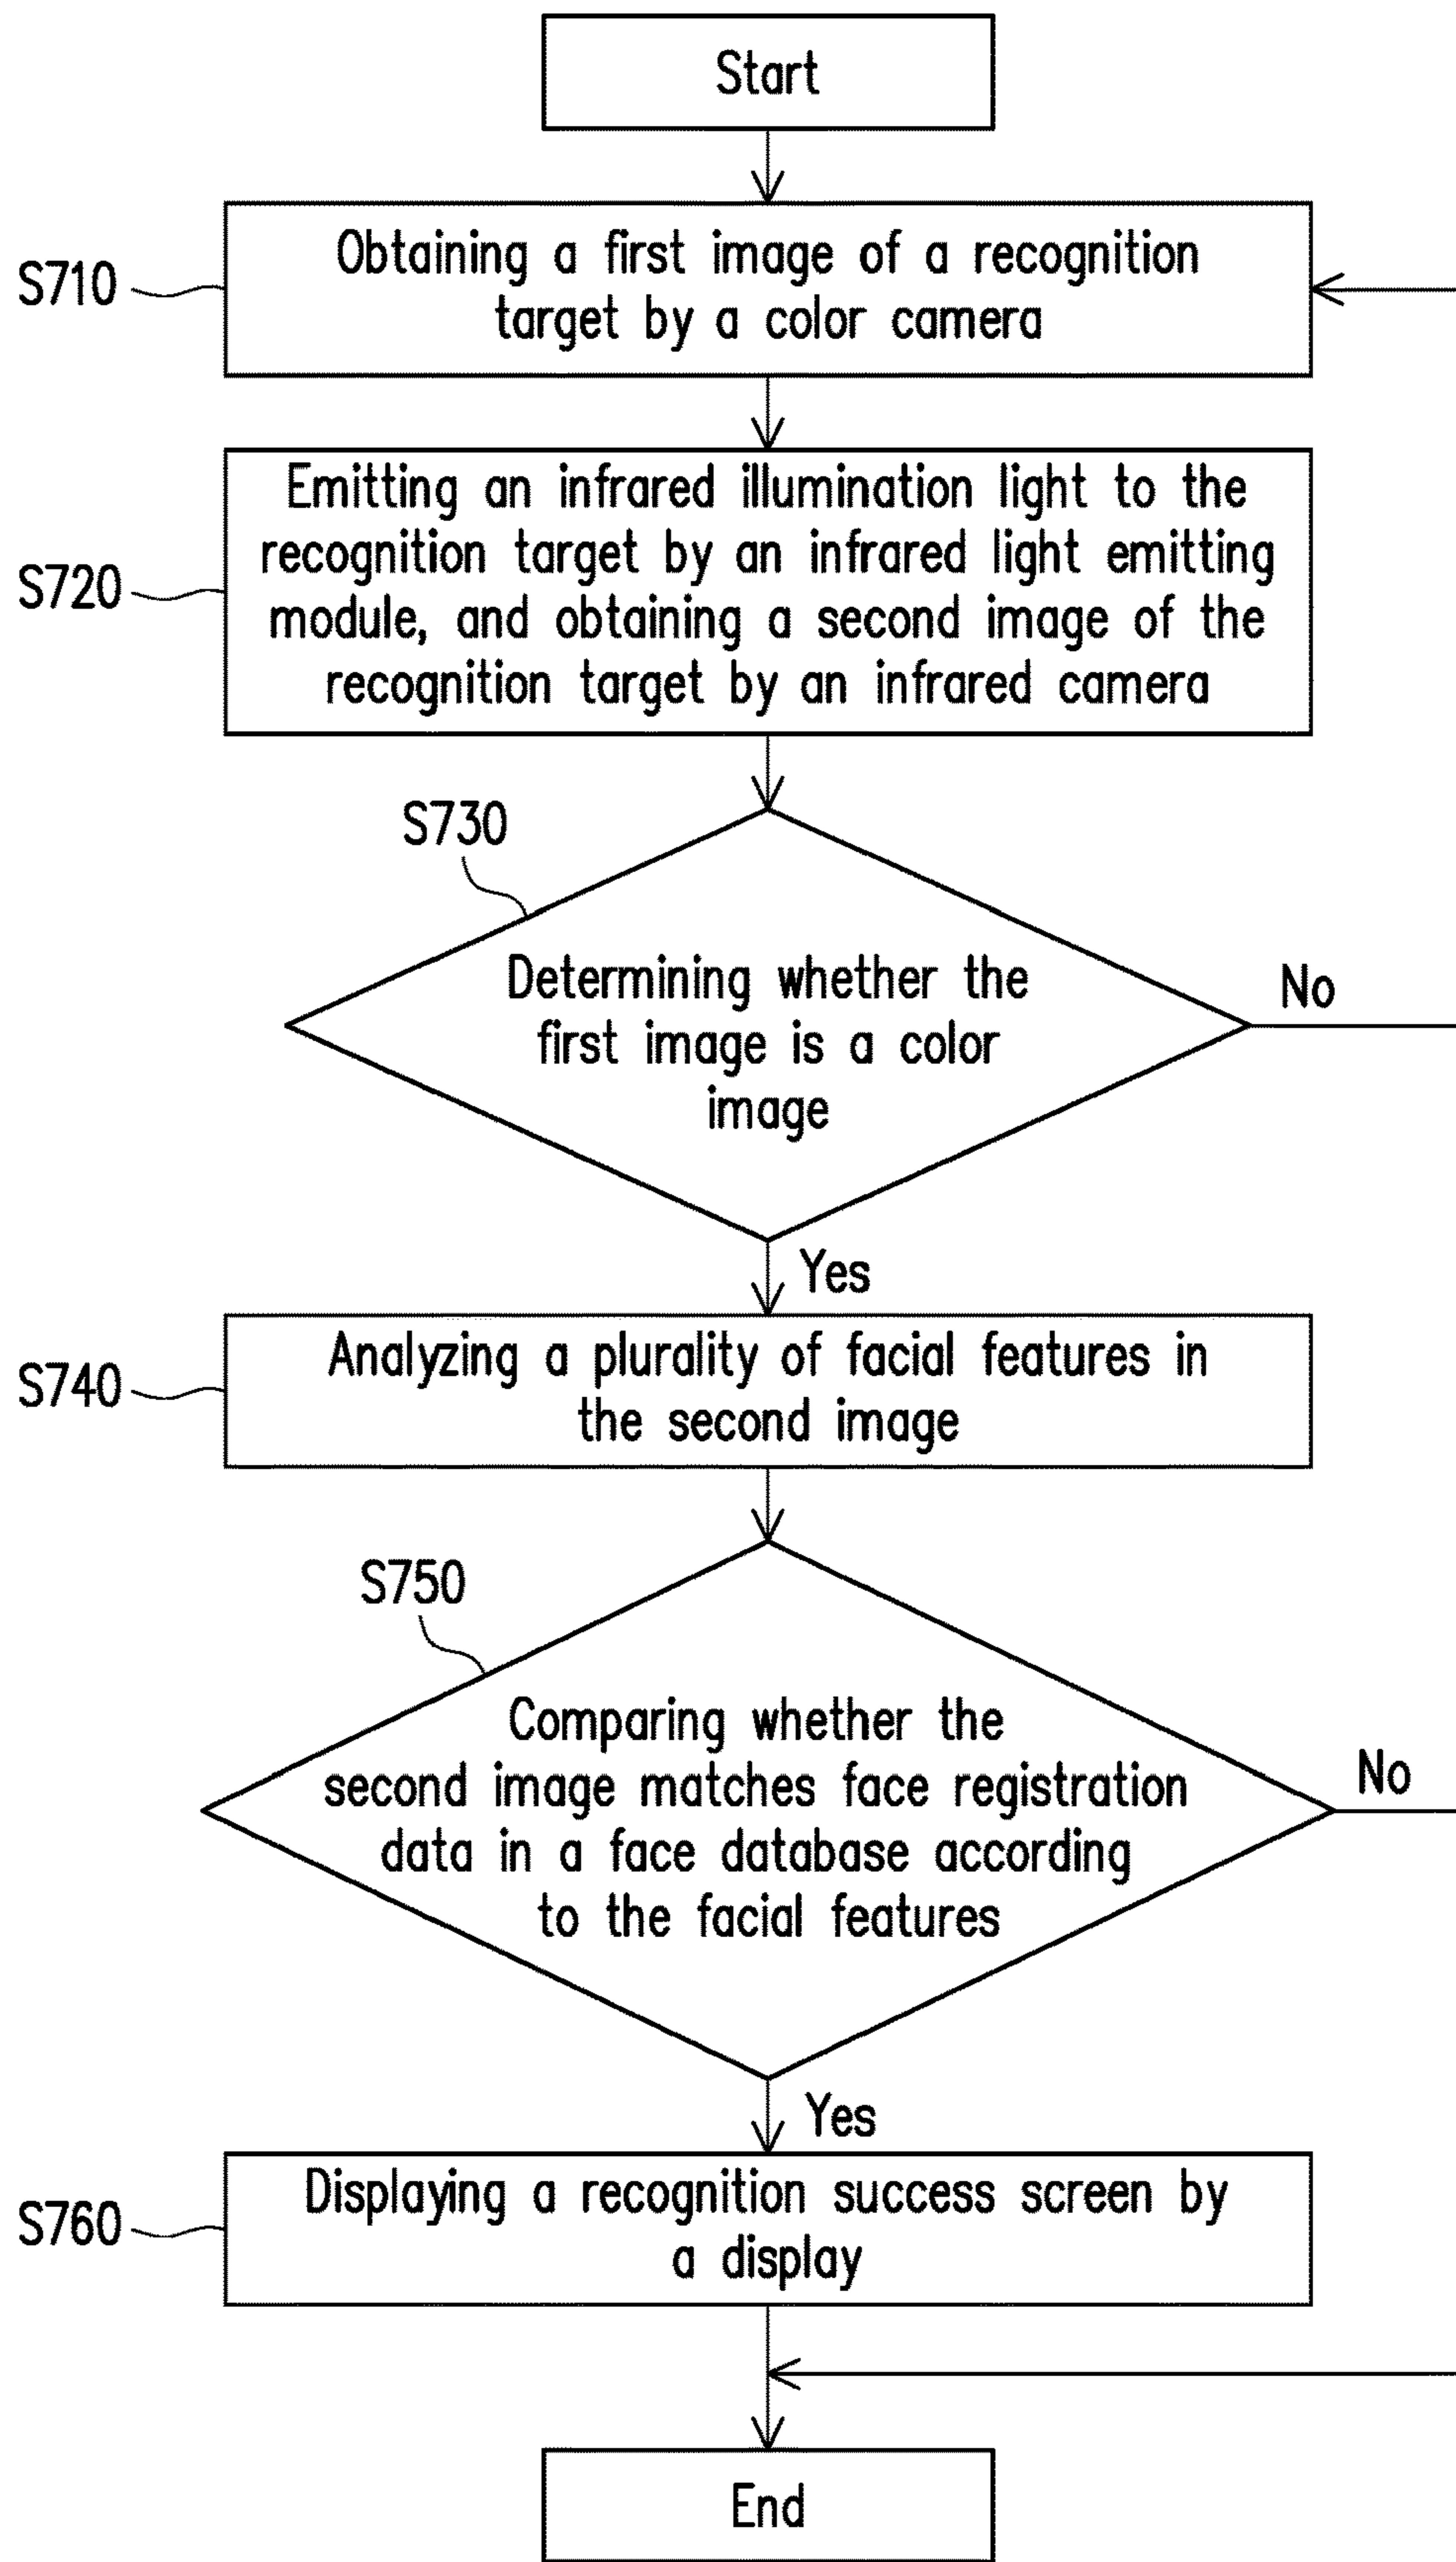 Start
S710
Obtaining a first image of a recognition
target by a color camera
S720
Emitting an infrared illumination light to the
recognition target by an infrared light emitting
module, and obtaining a second image of the
recognition target by an infrared camera
S730
Determining whether the
first image is a color
image
No
Yes
S740
Analyzing a plurality of facial features in
the second image
S750
Comparing whether the
second image matches face registration
data in a face database according
to the facial features
No
Yes
S760
Displaying a recognition success screen by
a display
End